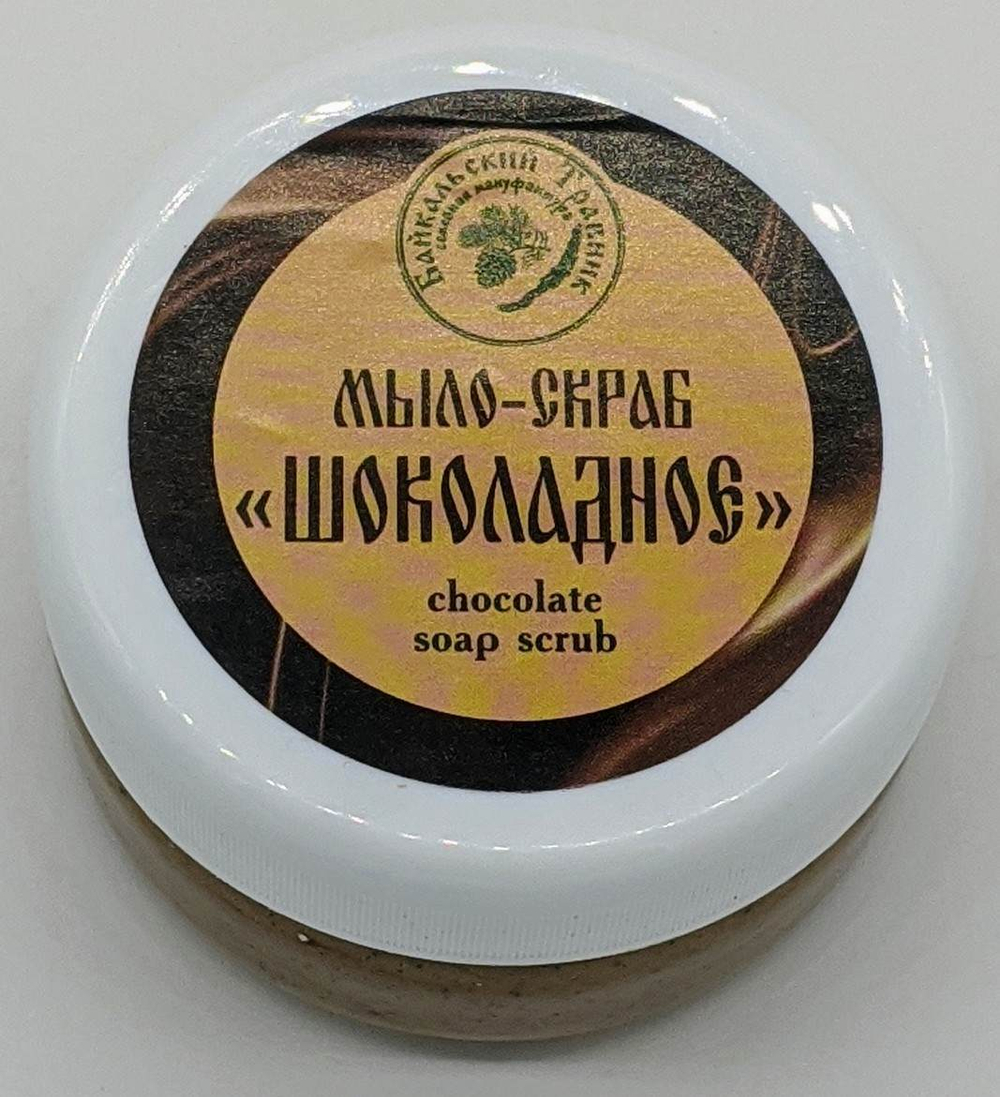 Байкальский Травник
семейная мануфактура
МЫЛО-СКРАБ
«ШОКОЛАДНОЕ»
chocolate
soap scrub